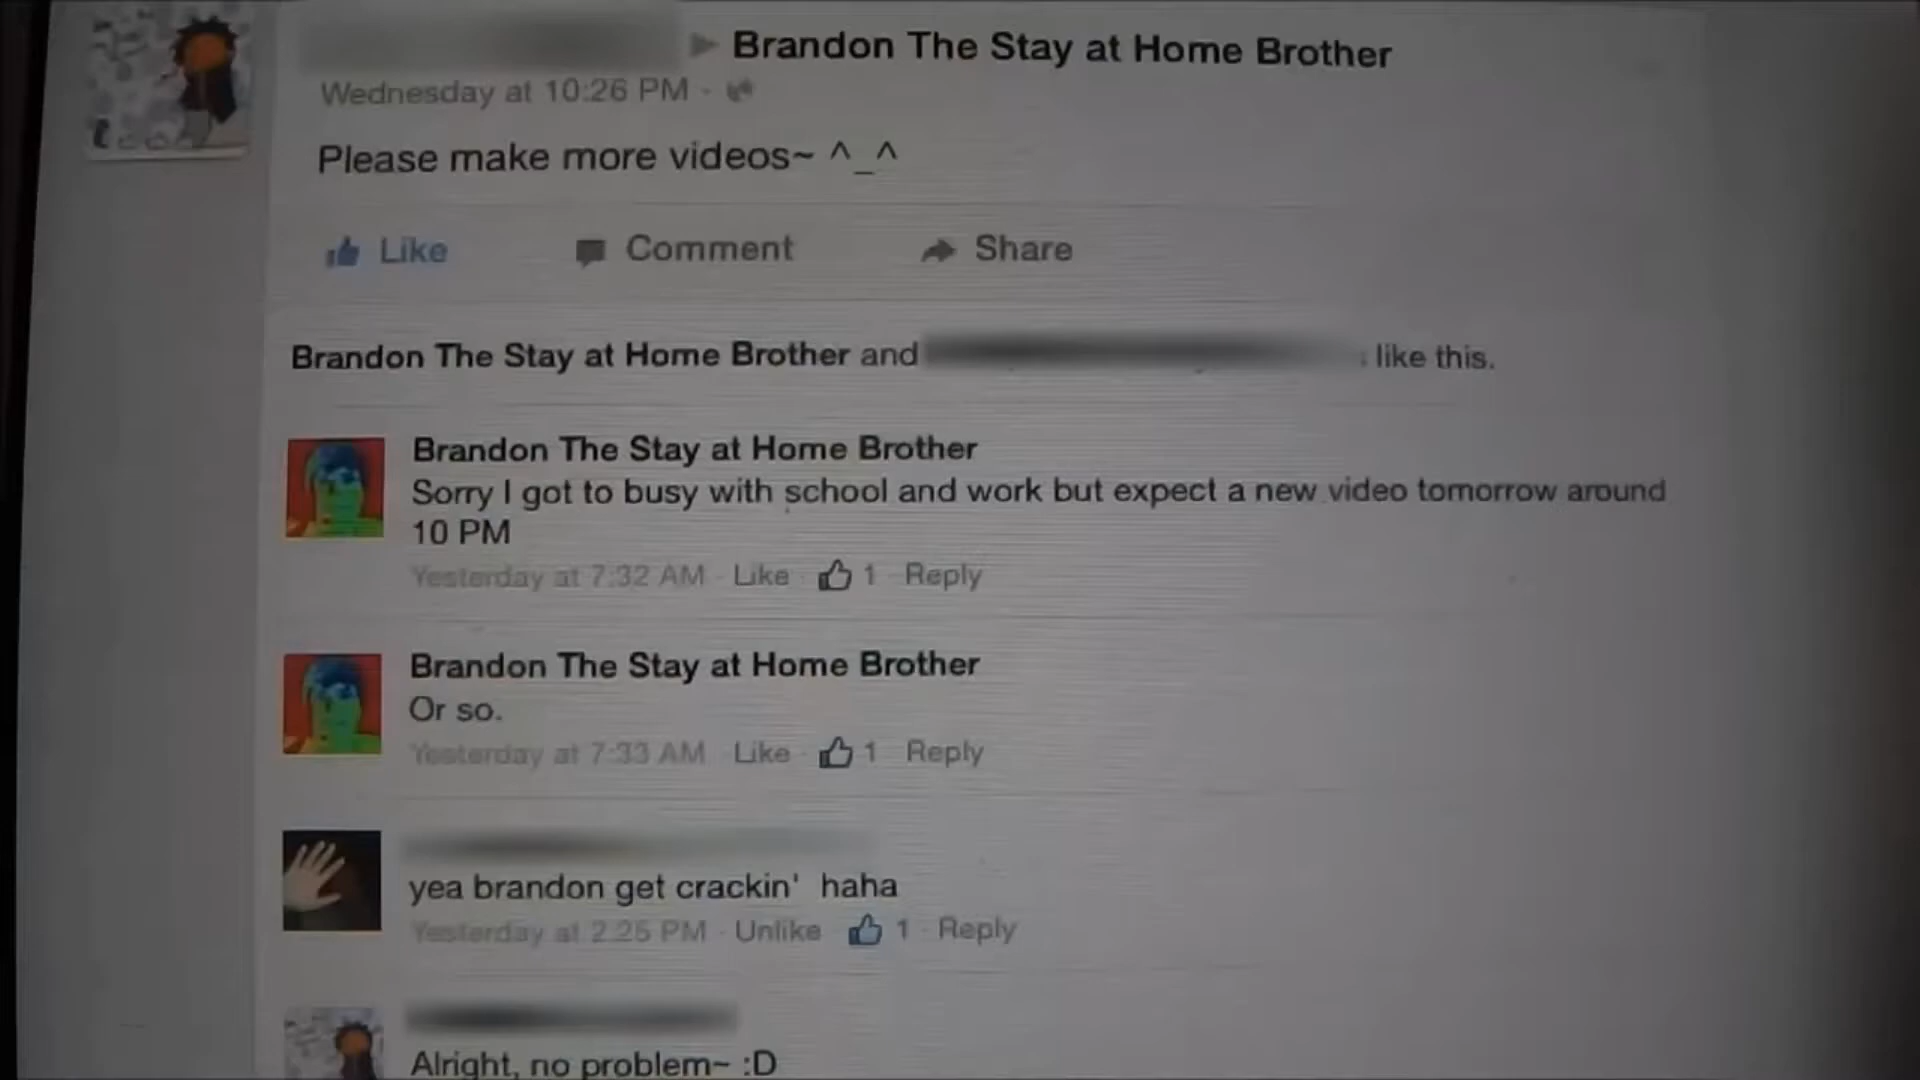 Brandon The Stay at Home Brother
Wednesday at 10:26 PM
Please make more videos~ ^_^
Like Comment Share
Brandon The Stay at Home Brother and like this.
Brandon The Stay at Home Brother
Sorry I got to busy with school and work but expect a new video tomorrow around
10 PM
Yesterday at 7:32 AM · Like · 1 · Reply
Brandon The Stay at Home Brother
Or so.
Yesterday at 7:33 AM · Like · 1 · Reply
yea brandon get crackin' haha
Yesterday at 2:25 PM · Unlike · 1 · Reply
Alright, no problem~ :D